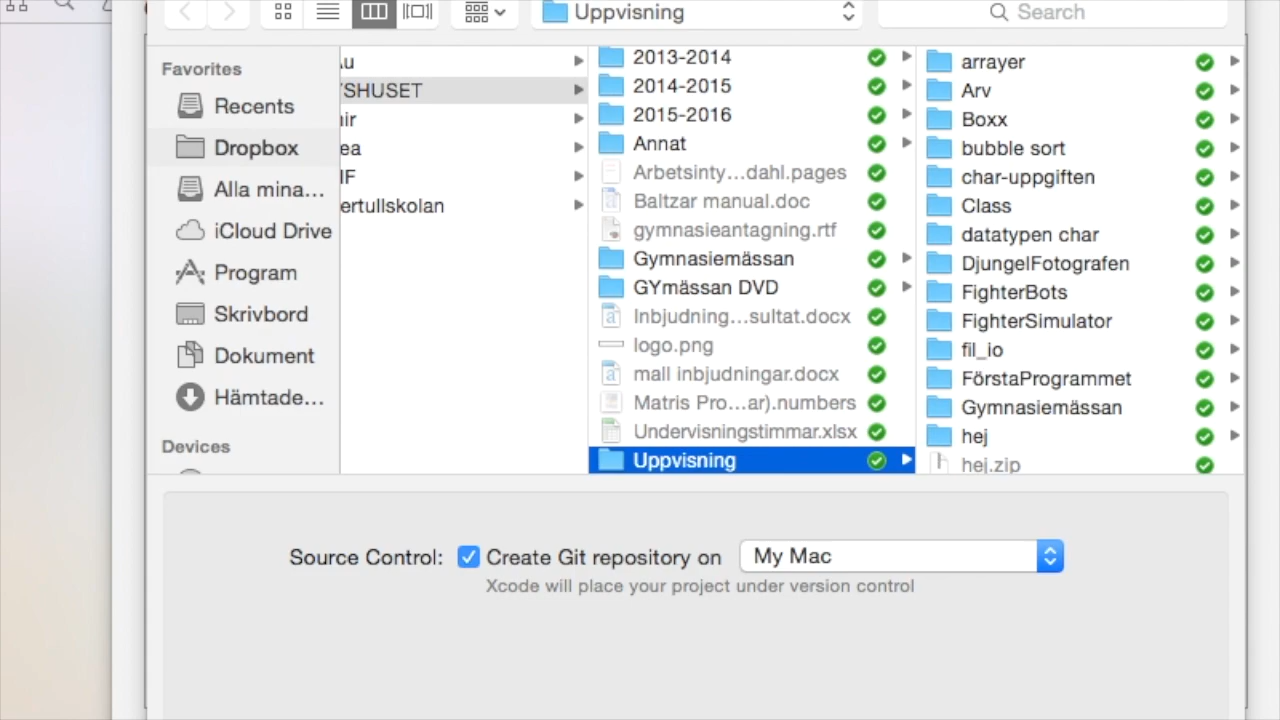 Uppvisning
Search
Favorites
Recents
Dropbox
Alla mina...
iCloud Drive
Program
Skrivbord
Dokument
Hämtade...
Devices
SHUSET
ertullskolan
2013-2014
2014-2015
2015-2016
Annat
Arbetsinty...dahl.pages
Baltzar manual.doc
gymnasieantagning.rtf
Gymnasiemässan
GYmässan DVD
Inbjudning...sultat.docx
logo.png
mall inbjudningar.docx
Matris Pro...ar).numbers
Undervisningstimmar.xlsx
Uppvisning
arrayer
Arv
Boxx
bubble sort
char-uppgiften
Class
datatypen char
DjungelFotografen
FighterBots
FighterSimulator
fil_io
FörstaProgrammet
Gymnasiemässan
hej
hej.zip
Source Control: Create Git repository on My Mac
Xcode will place your project under version control